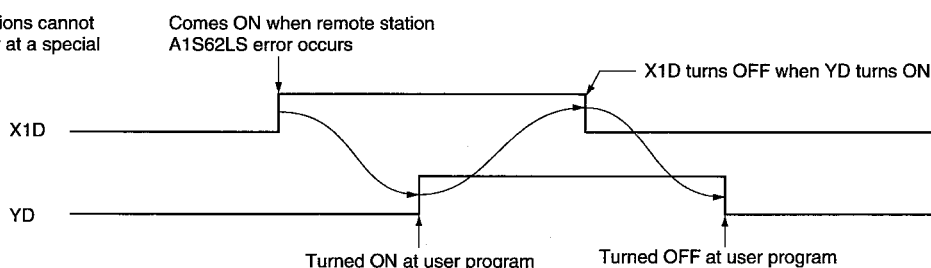 ions cannot
at a special
Comes ON when remote station
A1S62LS error occurs
X1D turns OFF when YD turns ON
X1D
YD
Turned ON at user program
Turned OFF at user program